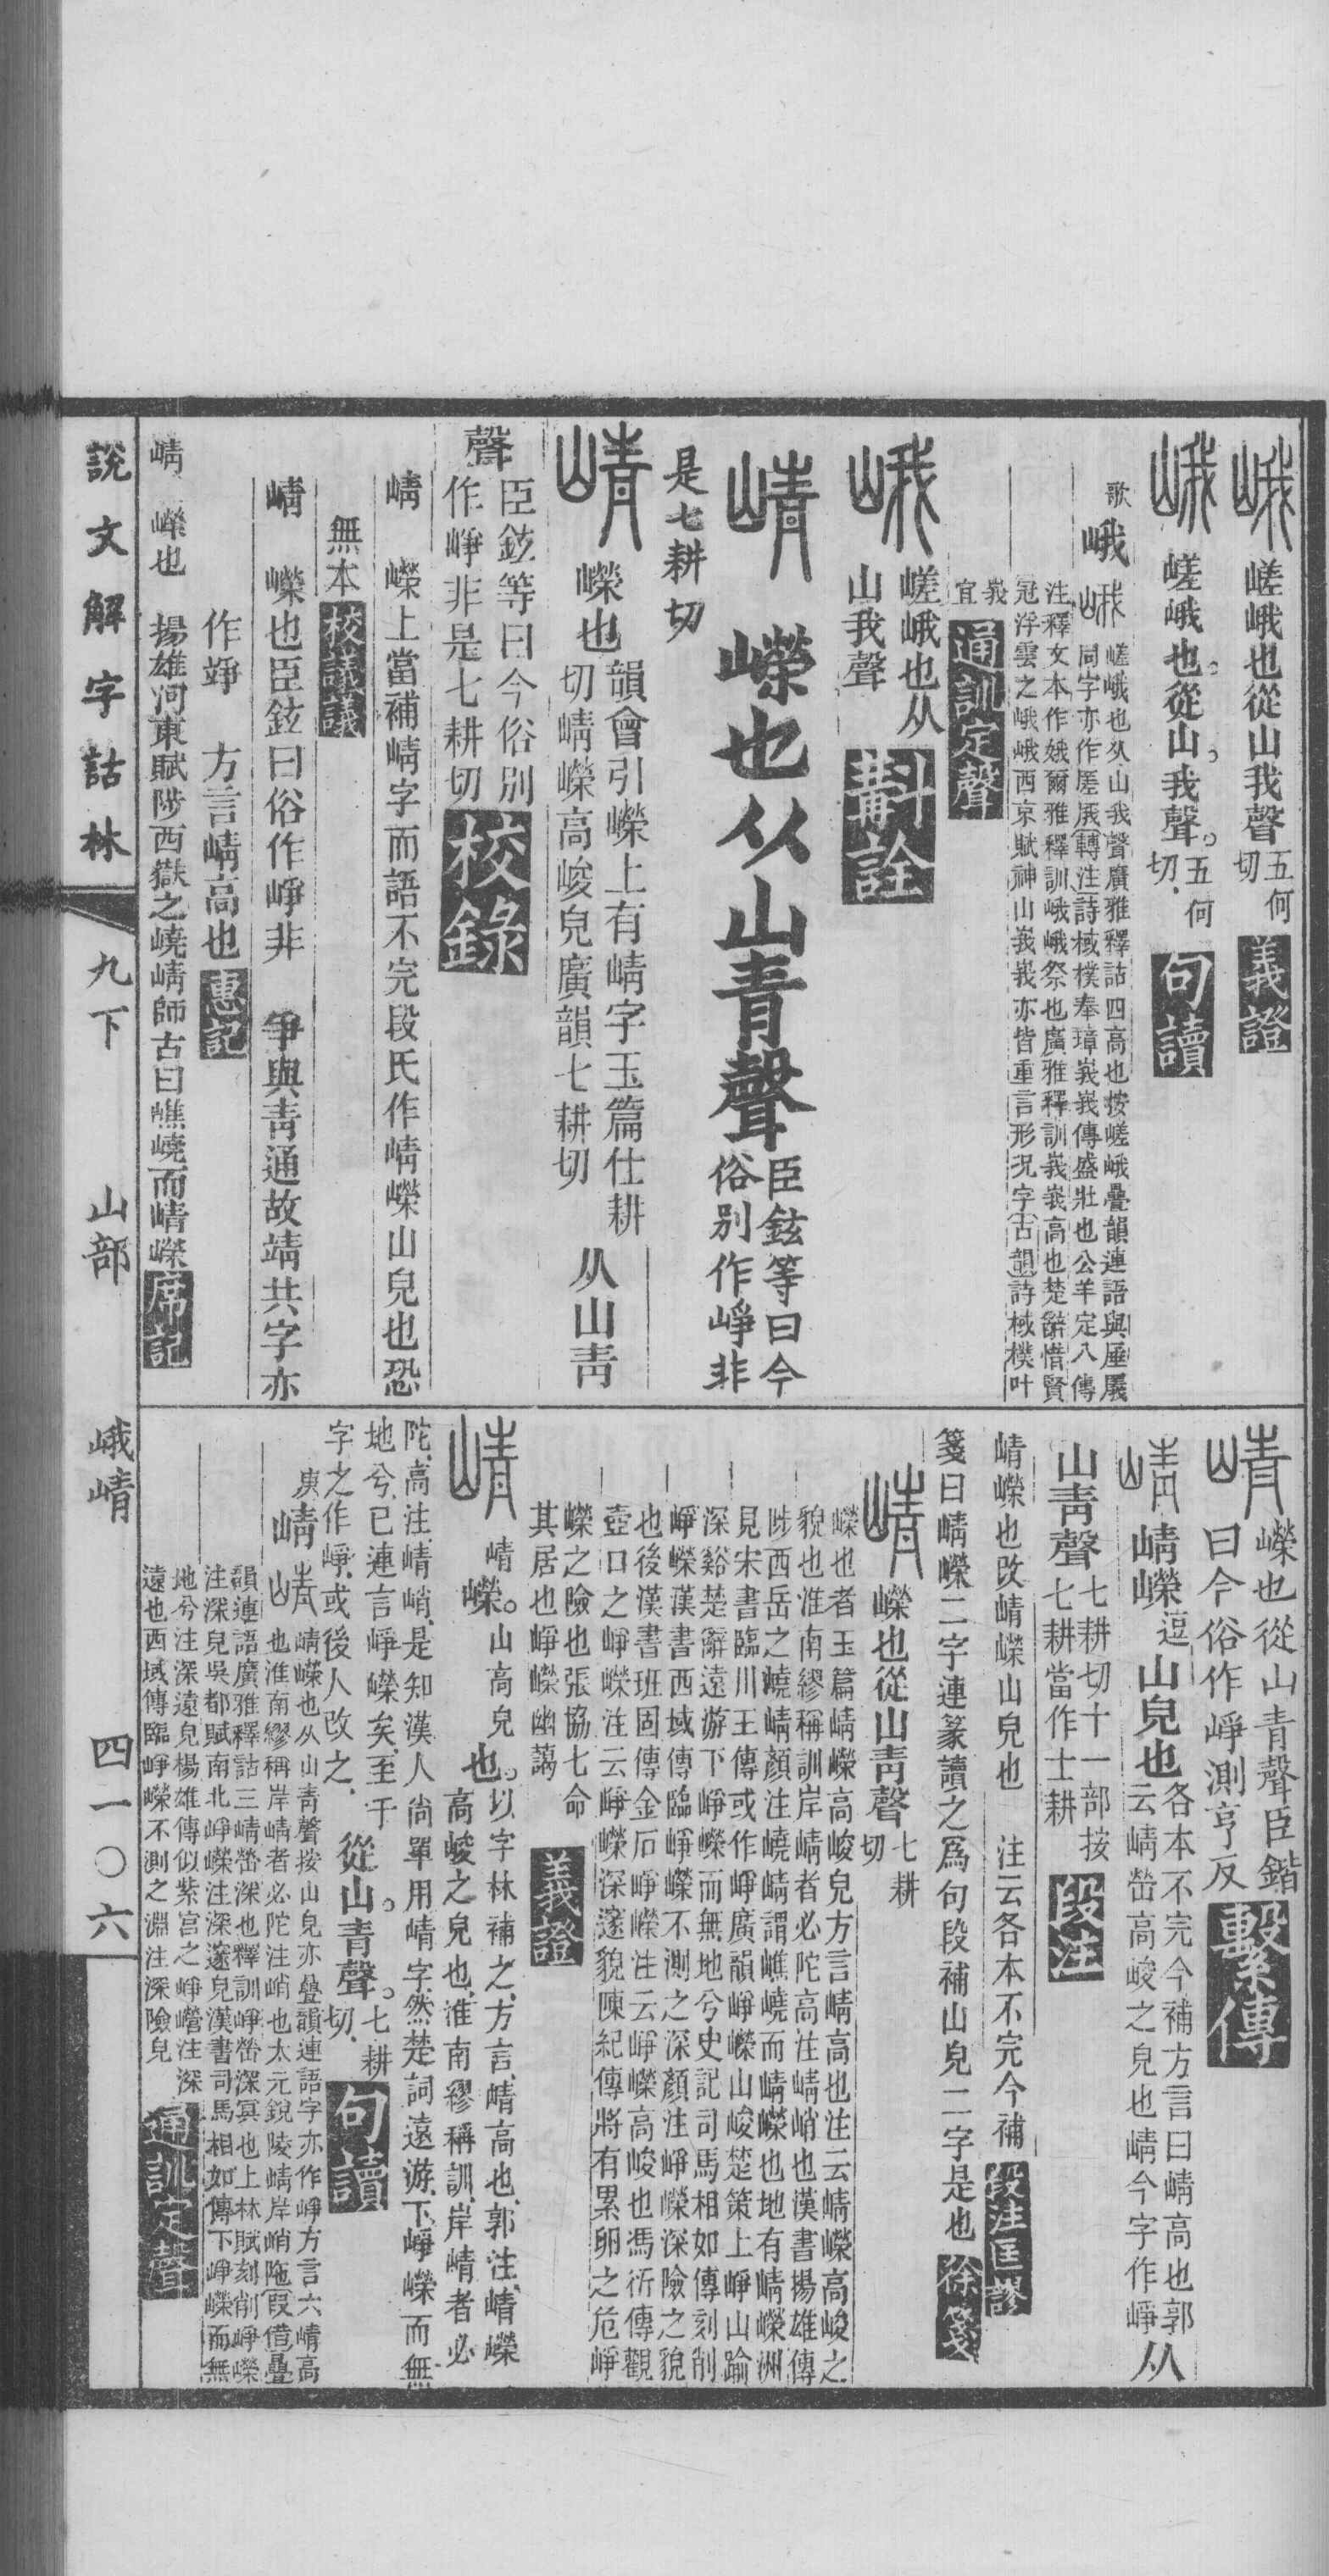 峨嵯峨也從山我聲五何切義證
峨嵯峨也。從山。我聲。五何切.句讀
歌峨峨嵯峨也从山我聲廣雅釋詁四高也按嵯峨疊韻連語與厜㕒
同字亦作㕒峩轉注詩棫樸奉璋峩峩傳盛壯也公羊定八傳
注釋文本作娥爾雅釋訓峨峨祭也廣雅釋訓峩峩高也楚辭惜賢
冠浮雲之峨峨西京賦神山峩峩亦皆重言形況字古韻詩棫樸叶
峩宜通訓定聲
峨嵯峨也从山我聲斠詮
崝嶸也从山青聲臣鉉等曰今俗別作崢非
是七耕切
崝嶸也韻會引嶸上有崝字玉篇仕耕切崝嶸高峻皃廣韻七耕切从山靑
聲臣鉉等曰今俗別作崢非是七耕切校錄
崝 嶸上當補崝字而語不完段氏作崝嶸山皃也恐
無本校議議
崝 嶸也臣鉉曰俗作崢非 爭與靑通故靖共字亦
作竫 方言崝高也惠記
崝 嶸也 揚雄河東賦陟西嶽之嶢崝師古曰嶕嶢而崝嶸席記
崝嶸也從山青聲臣鍇曰今俗作崢測亨反繫傳
崝崝嶸逗山皃也各本不完今補方言曰崝高也郭云崝嵤高峻之皃也崝今字作崢从
山靑聲七耕切十一部按七耕當作士耕段注
崝嶸也改崝嶸山皃也 注云各本不完今補段注匡謬
箋曰崝嶸二字連篆讀之爲句段補山皃二字是也徐箋
崝嶸也從山靑聲七耕切
嶸也者玉篇崝嶸高峻皃方言崝高也注云崝嶸高峻之
貌也淮南繆稱訓岸崝者必陀高注崝峭也漢書揚雄傳
陟西岳之嶢崝顏注嶢崝謂嶕嶢而崝嶸也地有崝嶸洲
見宋書臨川王傳或作崢廣韻崢嶸山峻楚策上崢山踰
深谿楚辭遠游下崢嶸而無地兮史記司馬相如傳刻削
崢嶸漢書西域傳臨崢嶸不測之深顏注崢嶸深險之貌
也後漢書班固傳金石崢嶸注云崢嶸高峻也馮衍傳觀
壺口之崢嶸注云崢嶸深邃貌陳紀傳將有累卵之危崢
嶸之險也張協七命
其居也崢嶸幽藹義證
崝崝嶸。山高皃也。以字林補之、方言、崝高也、郭注、崝嶸、高峻之皃也、淮南繆稱訓、岸崝者必
陀、高注崝峭、是知漢人尙單用崝字、然楚詞遠游、下崢嶸而無
地兮、已連言崢嶸矣、至于字之作崢、或後人改之.從山。青聲。七耕切.句讀
庚崝崝崝嶸也从山靑聲按山皃亦疊韻連語字亦作崢方言六崝高
也淮南繆稱岸崝者必陀注峭也太元銳陵崝岸峭陁叚借疊
韻連語廣雅釋詁三崝嵤深也釋訓崢嵤深冥也上林賦刻削崢嶸
注深皃吳都賦南北崢嶸注深邃皃漢書司馬相如傳下崢嶸而無
地兮注深遠皃楊雄傳似紫宮之崢嶸注深
遠也西域傳臨崢嶸不測之淵注深險皃通訓定聲
說文解字詁林 九下 山部 峨崝 四一〇六